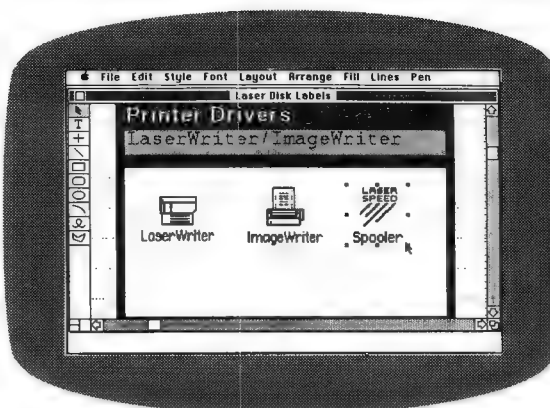 File Edit Style Font Layout Arrange Fill Lines Pen
Laser Disk Labels
T
Printer Drivers
LaserWriter/ImageWriter
LASER
SPEED
LaserWriter
ImageWriter
Spooler